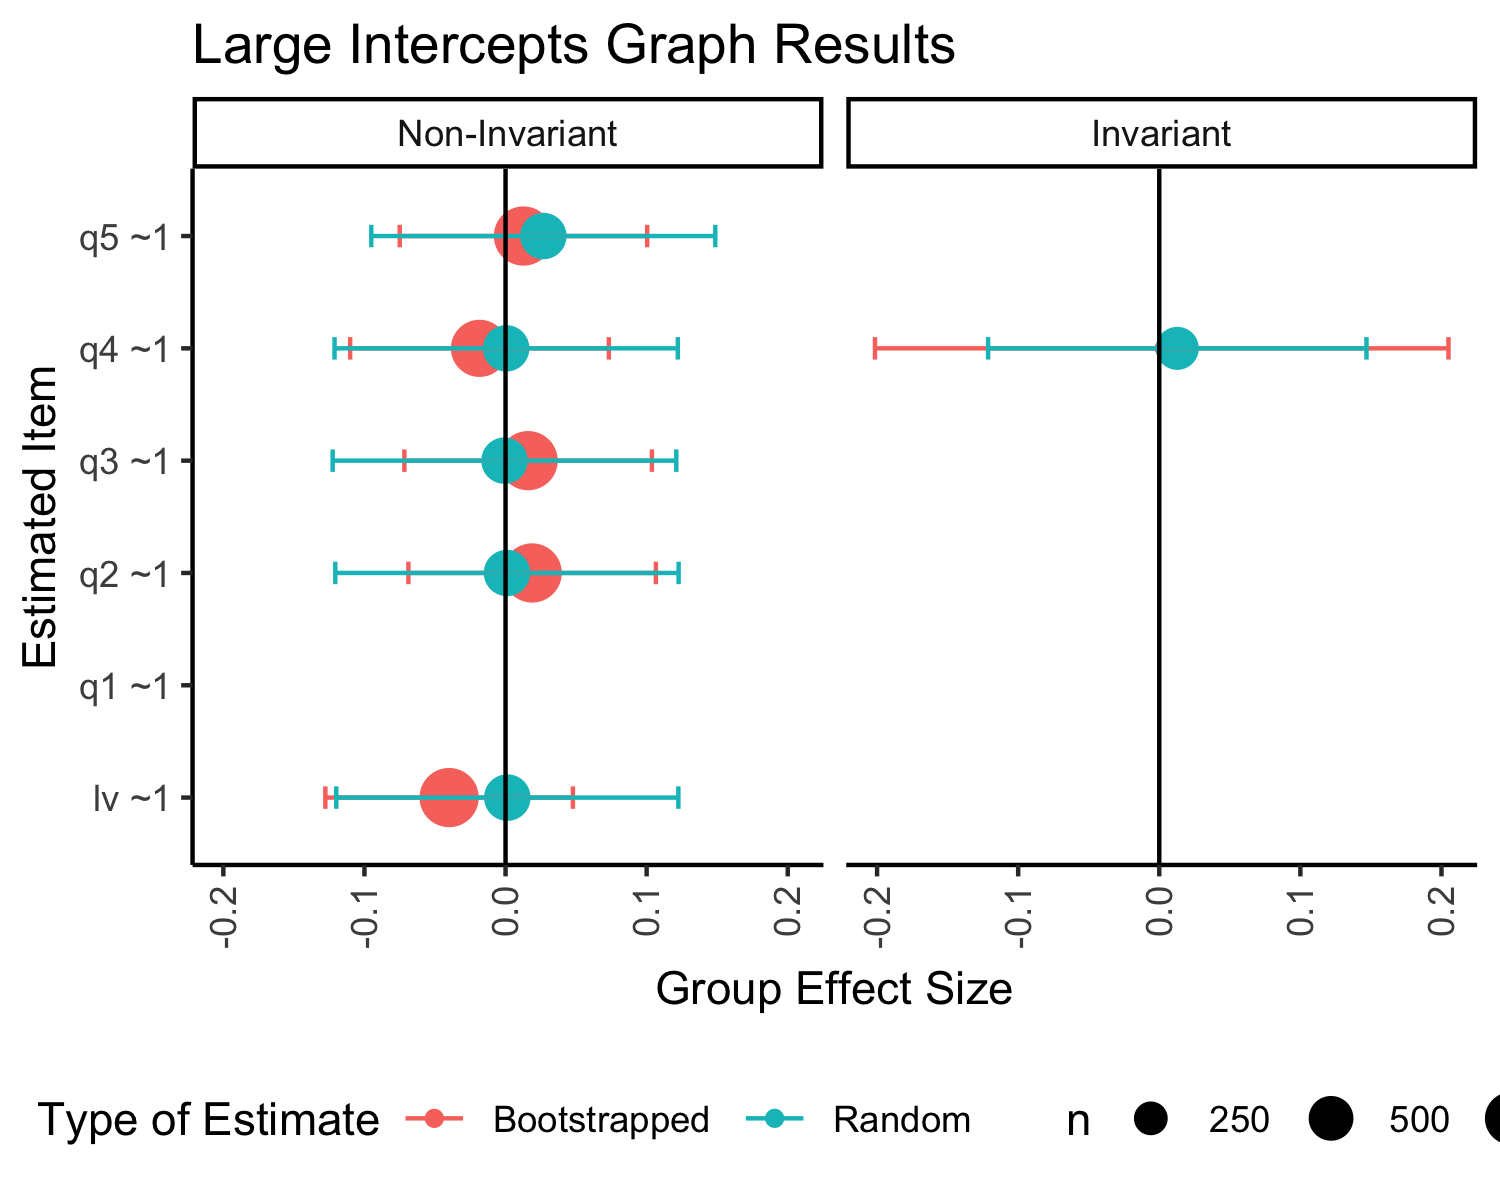 Large Intercepts Graph Results
Non-Invariant
Invariant
Estimated Item
q5 ~1
q4 ~1
q3 ~1
q2 ~1
q1 ~1
lv ~1
-0.2 -0.1 0.0 0.1 0.2
-0.2 -0.1 0.0 0.1 0.2
Group Effect Size
Type of Estimate Bootstrapped Random n 250 500